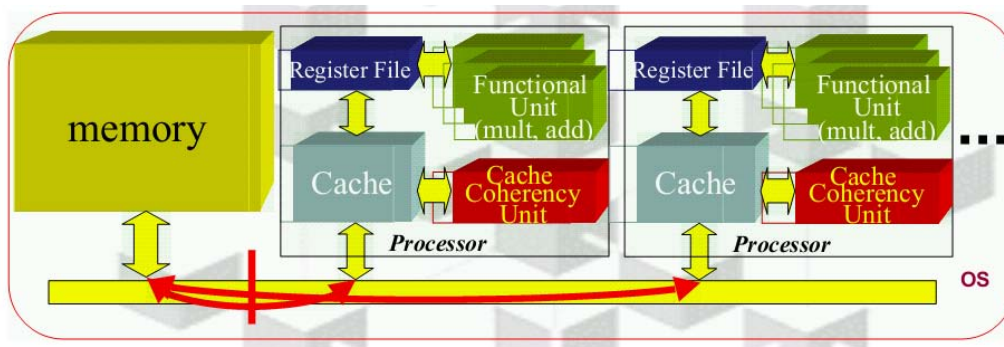 memory
Register File
Functional
Unit
(mult, add)
Cache
Cache
Coherency
Unit
Processor
Register File
Functional
Unit
(mult, add)
Cache
Cache
Coherency
Unit
Processor
...
OS